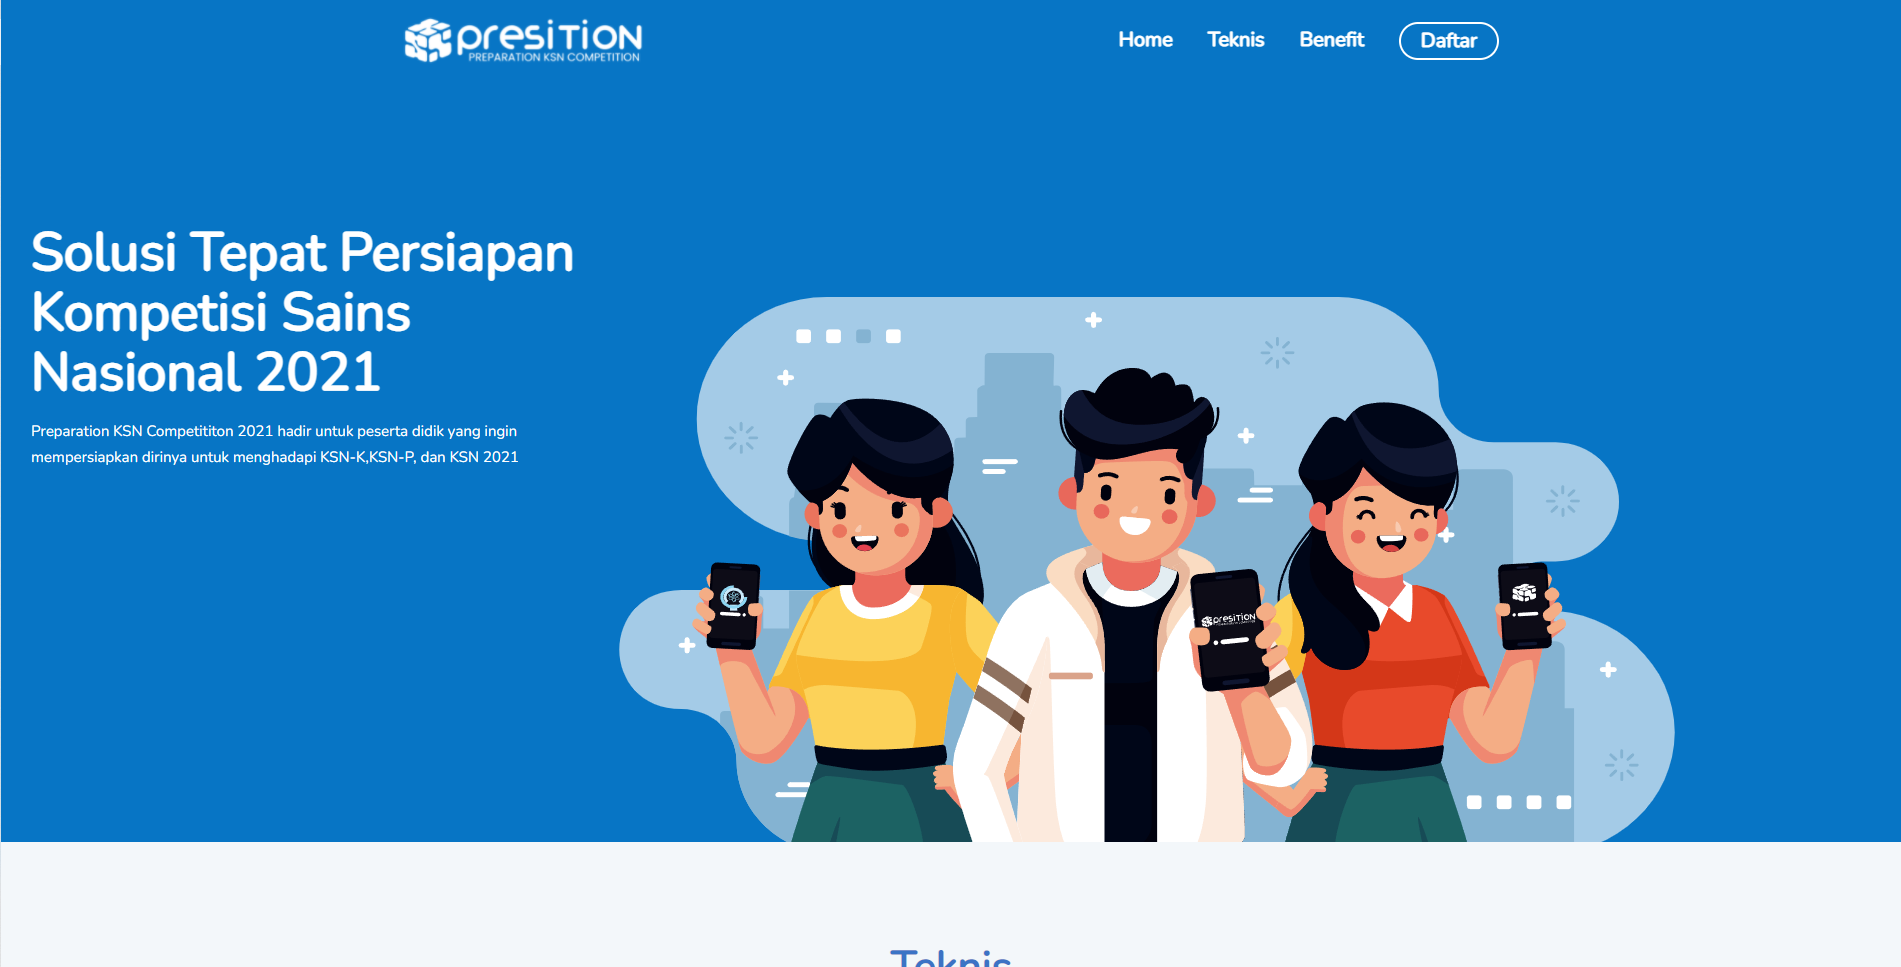 presiTION
PREPARATION KSN COMPETITION
Home Teknis Benefit Daftar
Solusi Tepat Persiapan
Kompetisi Sains
Nasional 2021
Preparation KSN Competititon 2021 hadir untuk peserta didik yang ingin
mempersiapkan dirinya untuk menghadapi KSN-K,KSN-P, dan KSN 2021
presiTION
Teknis